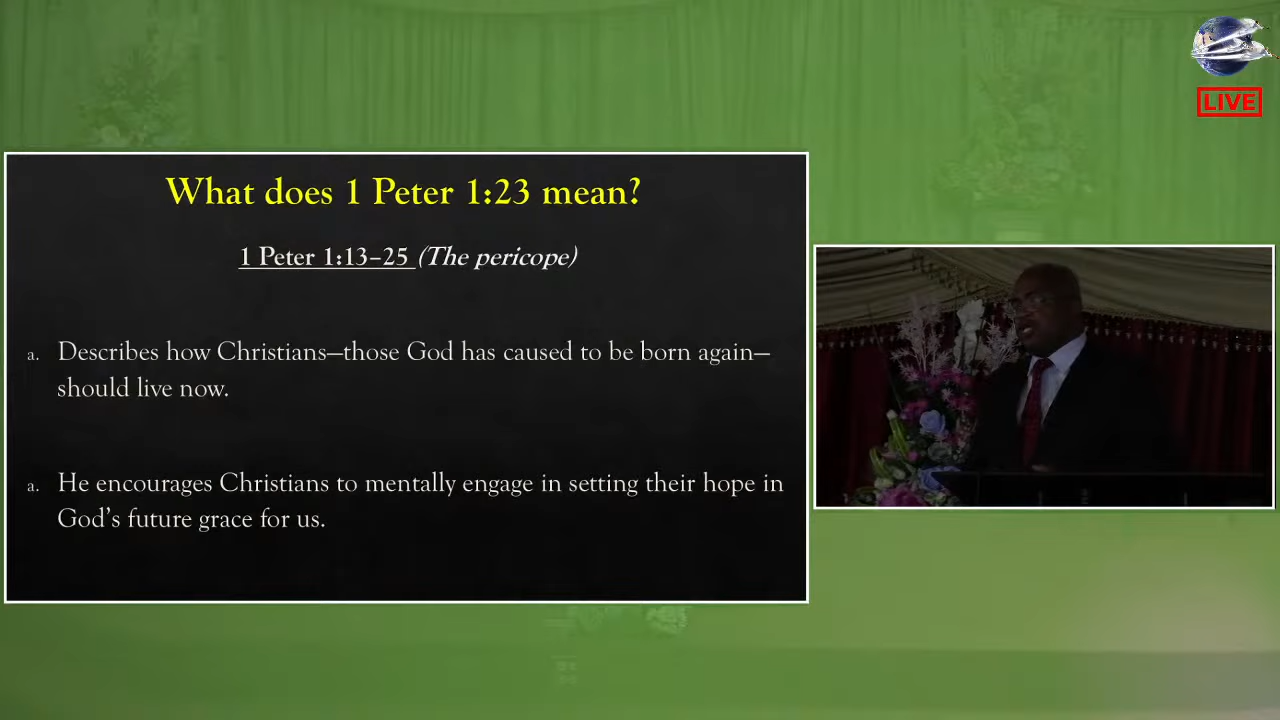 LIVE
What does 1 Peter 1:23 mean?
1 Peter 1:13–25 (The pericope)
a. Describes how Christians—those God has caused to be born again—
should live now.
a. He encourages Christians to mentally engage in setting their hope in
God’s future grace for us.